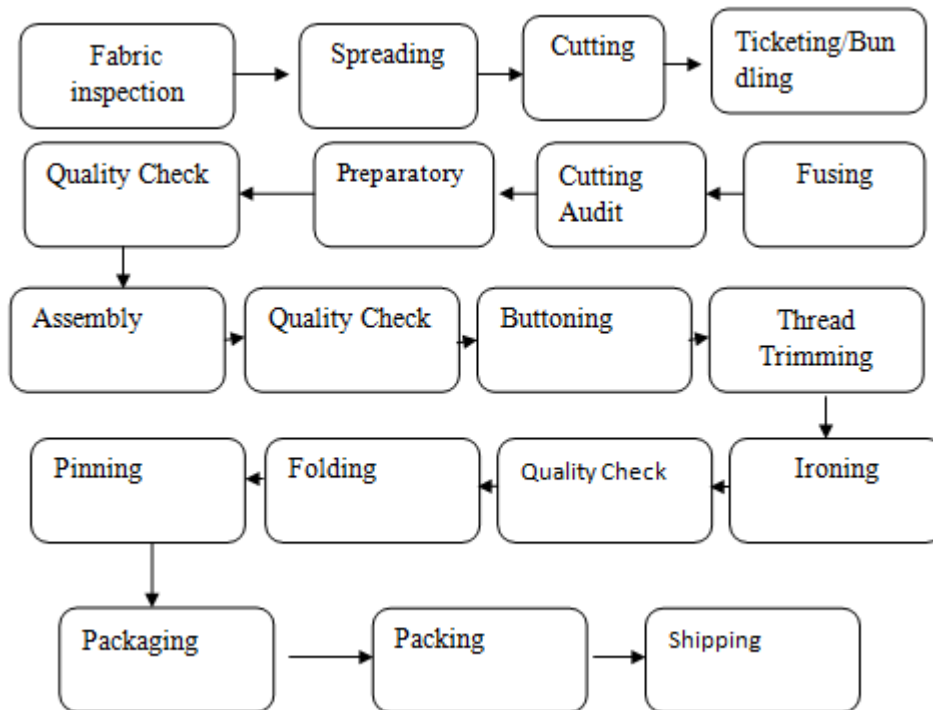 Fabric
inspection
Spreading
Cutting
Ticketing/Bun
dling
Quality Check
Preparatory
Cutting
Audit
Fusing
Assembly
Quality Check
Buttoning
Thread
Trimming
Pinning
Folding
Quality Check
Ironing
Packaging
Packing
Shipping